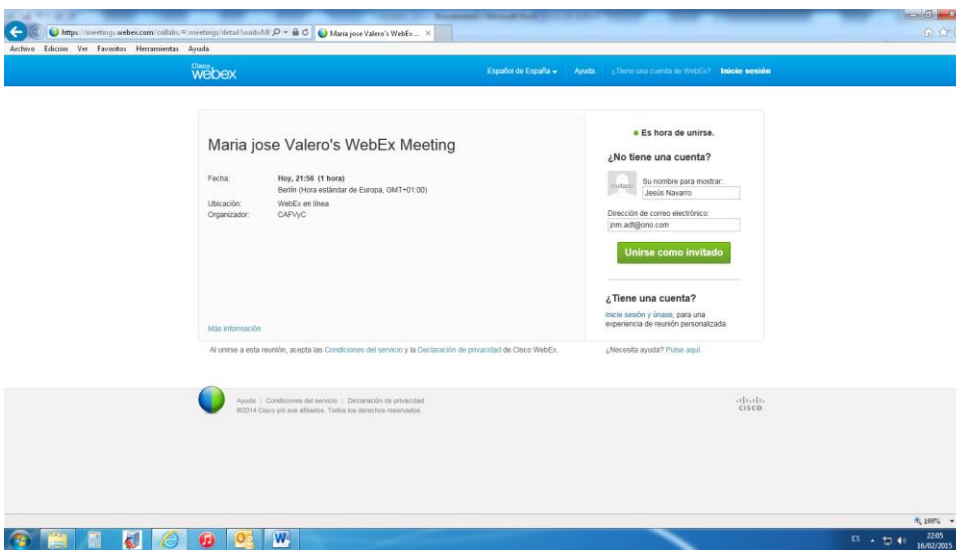 https://meetings.webex.com/collabs/#/meetings/detail?uuid=M
Maria jose Valero's WebEx ...
Archivo Edición Ver Favoritos Herramientas Ayuda
Cisco
webex
Español de España
Ayuda
¿Tiene una cuenta de WebEx? Inicie sesión
Maria jose Valero's WebEx Meeting
Fecha: Hoy, 21:56 (1 hora)
Berlín (Hora estándar de Europa, GMT+01:00)
Ubicación: WebEx en línea
Organizador: CAFVyC
Más información
Es hora de unirse.
¿No tiene una cuenta?
Invitado
Su nombre para mostrar:
Jesús Navarro
Dirección de correo electrónico:
jnm.adf@ono.com
Unirse como invitado
¿Tiene una cuenta?
Inicie sesión y únase, para una
experiencia de reunión personalizada.
Al unirse a esta reunión, acepta las Condiciones del servicio y la Declaración de privacidad de Cisco WebEx.
¿Necesita ayuda? Pulse aquí.
Ayuda | Condiciones del servicio | Declaración de privacidad
©2014 Cisco y/o sus afiliados. Todos los derechos reservados.
CISCO
100%
ES
22:05
16/02/2015